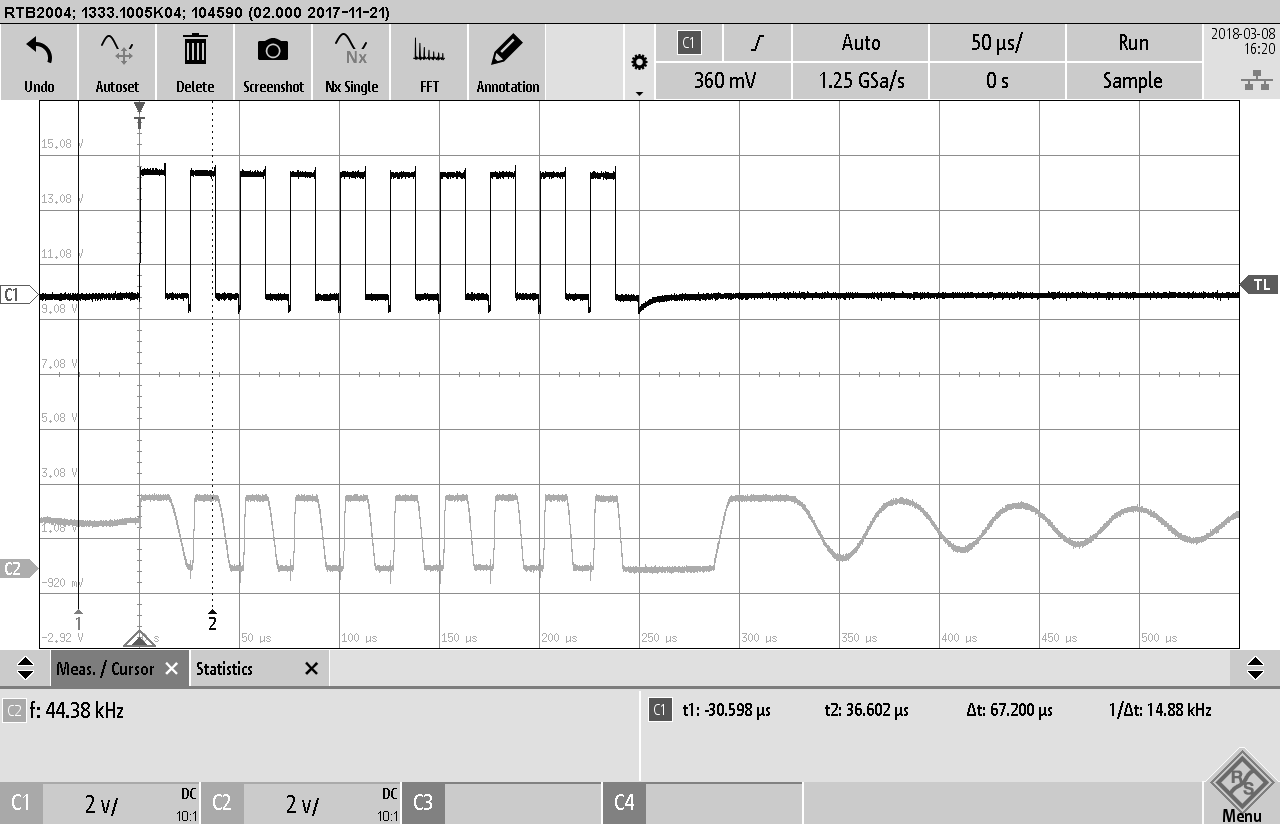 RTB2004; 1333.1005K04; 104590 (02.000 2017-11-21)
Undo Autoset Delete Screenshot Nx Single FFT Annotation
Nx
C1 Auto 50 µs/ Run
360 mV 1.25 GSa/s 0 s Sample
2018-03-08
16:20
T
15,08 V
13,08 V
11,08 V
C1
TL
9,08 V
7,08 V
5,08 V
3,08 V
1,08 V
C2
-920 mV
1 2
-2,92 V s 50 µs 100 µs 150 µs 200 µs 250 µs 300 µs 350 µs 400 µs 450 µs 500 µs
Meas. / Cursor Statistics
C2 f: 44.38 kHz
C1 t1: -30.598 µs t2: 36.602 µs Δt: 67.200 µs 1/Δt: 14.88 kHz
C1 2 V/ DC 10:1 C2 2 V/ DC 10:1 C3 C4
R S
Menu